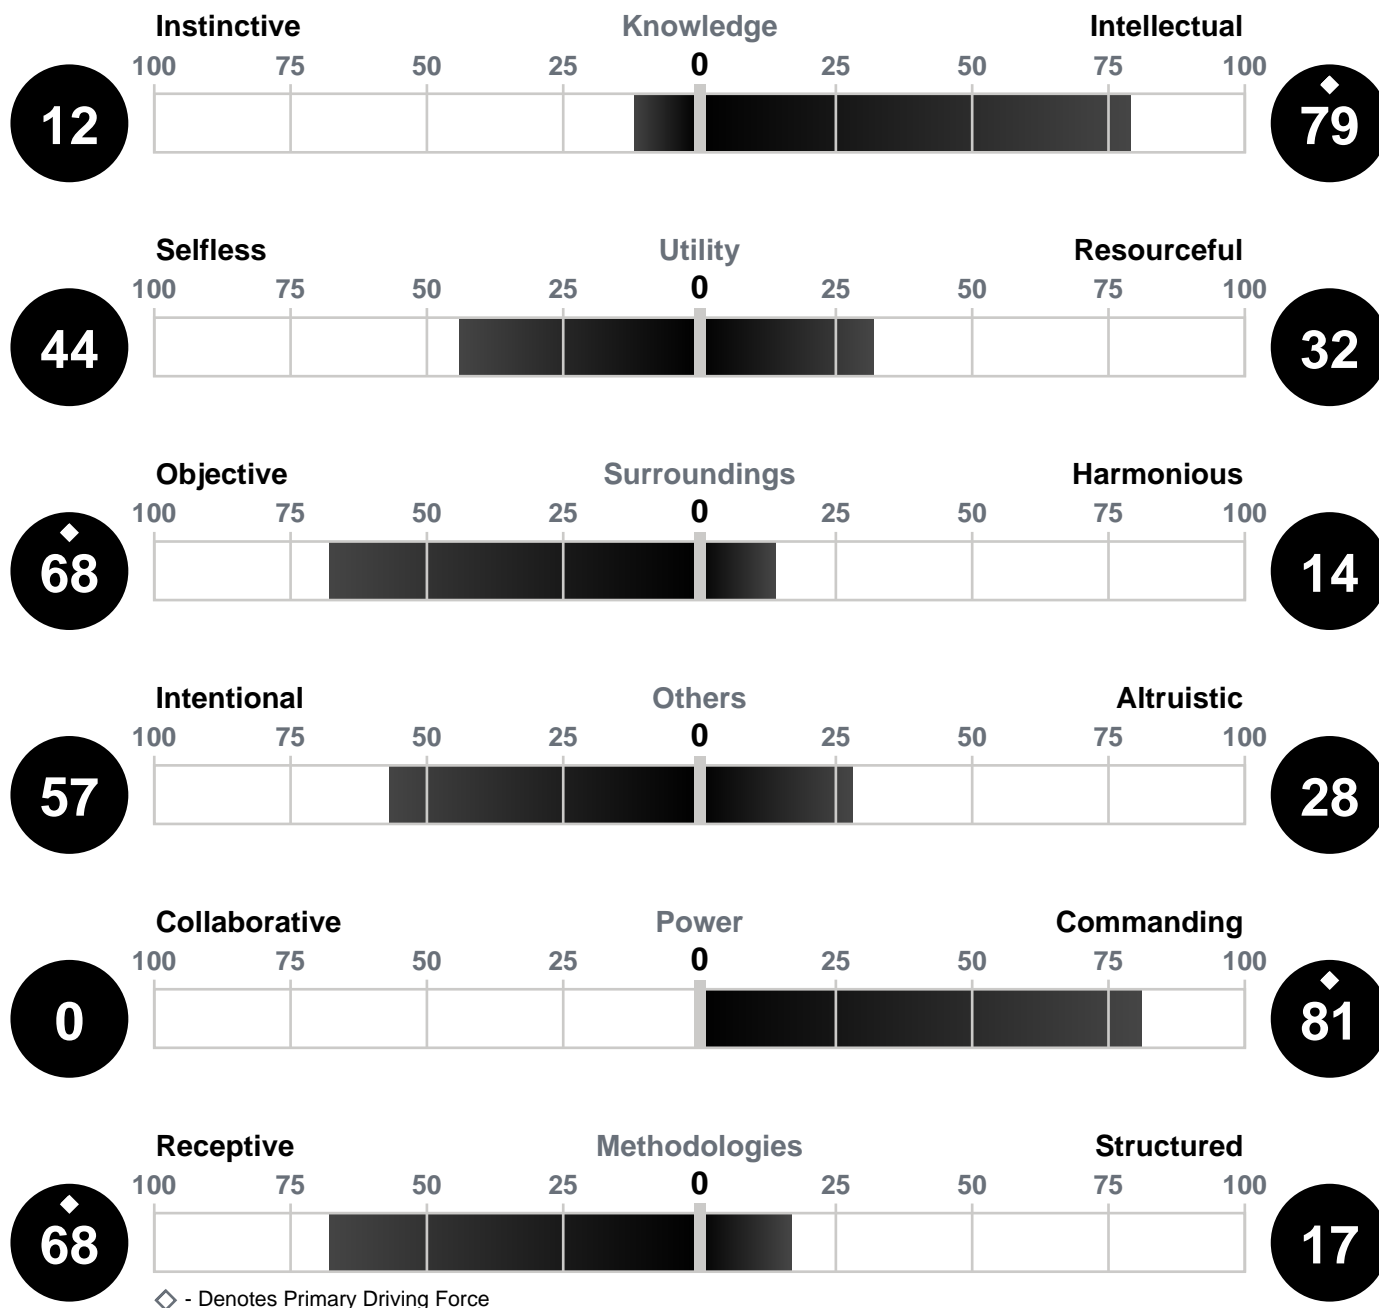 Instinctive Knowledge Intellectual
100 75 50 25 0 25 50 75 100
12 79
Selfless Utility Resourceful
100 75 50 25 0 25 50 75 100
44 32
Objective Surroundings Harmonious
100 75 50 25 0 25 50 75 100
68 14
Intentional Others Altruistic
100 75 50 25 0 25 50 75 100
57 28
Collaborative Power Commanding
100 75 50 25 0 25 50 75 100
0 81
Receptive Methodologies Structured
100 75 50 25 0 25 50 75 100
68 17
◇ - Denotes Primary Driving Force